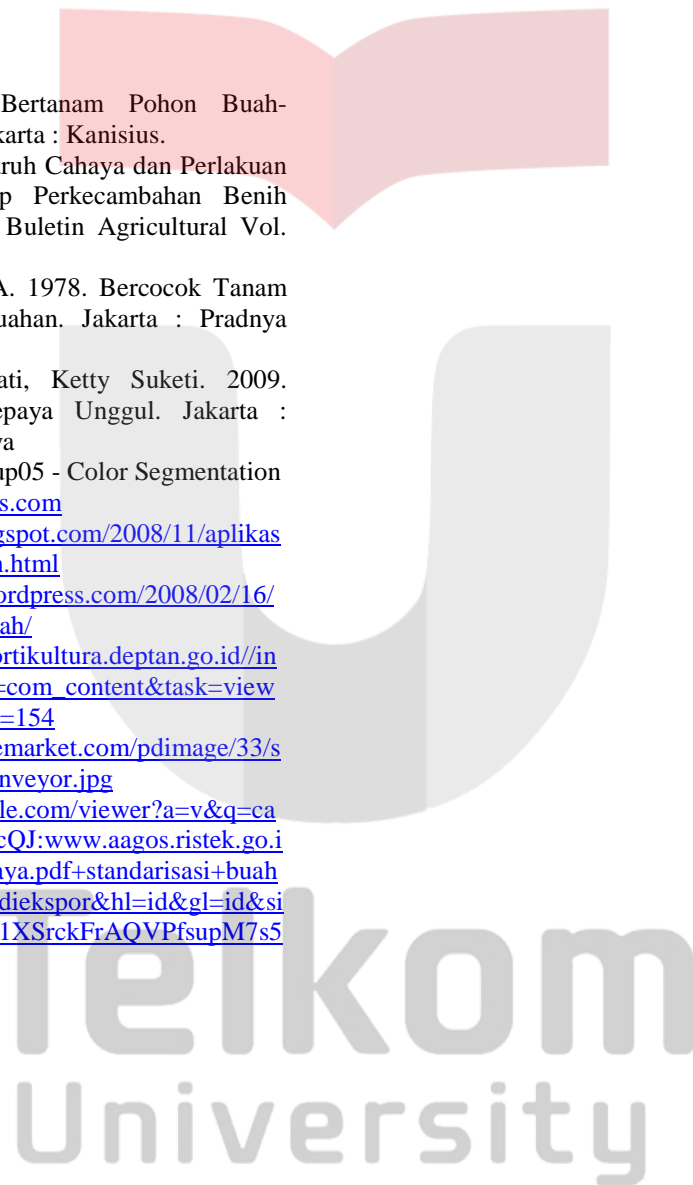 Bertanam Pohon Buah-
karta : Kanisius.
ruh Cahaya dan Perlakuan
p Perkecambahan Benih
Buletin Agricultural Vol.
A. 1978. Bercocok Tanam
uahan. Jakarta : Pradnya
ati, Ketty Suketi. 2009.
epaya Unggul. Jakarta :
ya
up05 - Color Segmentation
s.com
gspot.com/2008/11/aplikas
n.html
ordpress.com/2008/02/16/
ah/
ortikultura.deptan.go.id//in
=com_content&task=view
=154
emarket.com/pdimage/33/s
nveyor.jpg
le.com/viewer?a=v&q=ca
cQJ:www.aagos.ristek.go.i
aya.pdf+standarisasi+buah
diekspor&hl=id&gl=id&si
1XSrckFrAQVPfsupM7s5
Telkom
University